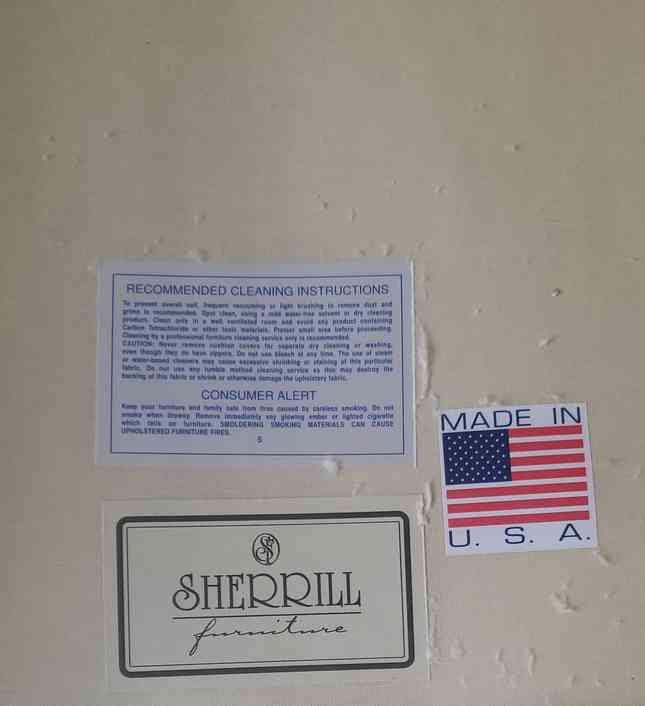 RECOMMENDED CLEANING INSTRUCTIONS
To prevent overall soil, frequent vacuuming or light brushing to remove dust and
grime is recommended. Spot clean, using a mild water-free solvent or dry cleaning
product. Clean only in a well ventilated room and avoid any product containing
Carbon Tetrachloride or other toxic materials. Pretest small area before proceeding.
Cleaning by a professional furniture cleaning service only is recommended.
CAUTION: Never remove cushion covers for separate dry cleaning or washing,
even though they do have zippers. Do not use bleach at any time. The use of steam
or water-based cleaners may cause excessive shrinking or staining of this particular
fabric. Do not use any tumble method cleaning service as this may destroy the
backing of this fabric or shrink or otherwise damage the upholstery fabric.
CONSUMER ALERT
Keep your furniture and family safe from fires caused by careless smoking. Do not
smoke when drowsy. Remove immediately any glowing ember or lighted cigarette
which falls on furniture. SMOLDERING SMOKING MATERIALS CAN CAUSE
UPHOLSTERED FURNITURE FIRES.
S
MADE IN
U. S. A.
SHERRILL
furniture